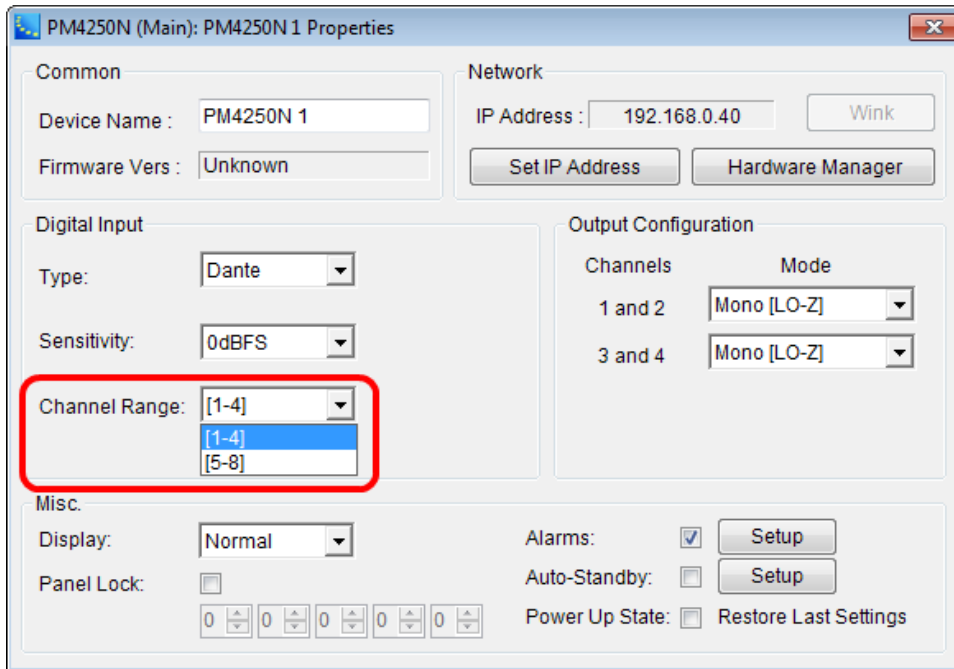 PM4250N (Main): PM4250N 1 Properties
Common
Device Name : PM4250N 1
Firmware Vers : Unknown
Network
IP Address : 192.168.0.40 Wink
Set IP Address Hardware Manager
Digital Input
Type: Dante
Sensitivity: 0dBFS
Channel Range: [1-4]
[1-4]
[5-8]
Output Configuration
Channels Mode
1 and 2 Mono [LO-Z]
3 and 4 Mono [LO-Z]
Misc.
Display: Normal
Panel Lock:
0 0 0 0 0
Alarms: Setup
Auto-Standby: Setup
Power Up State: Restore Last Settings